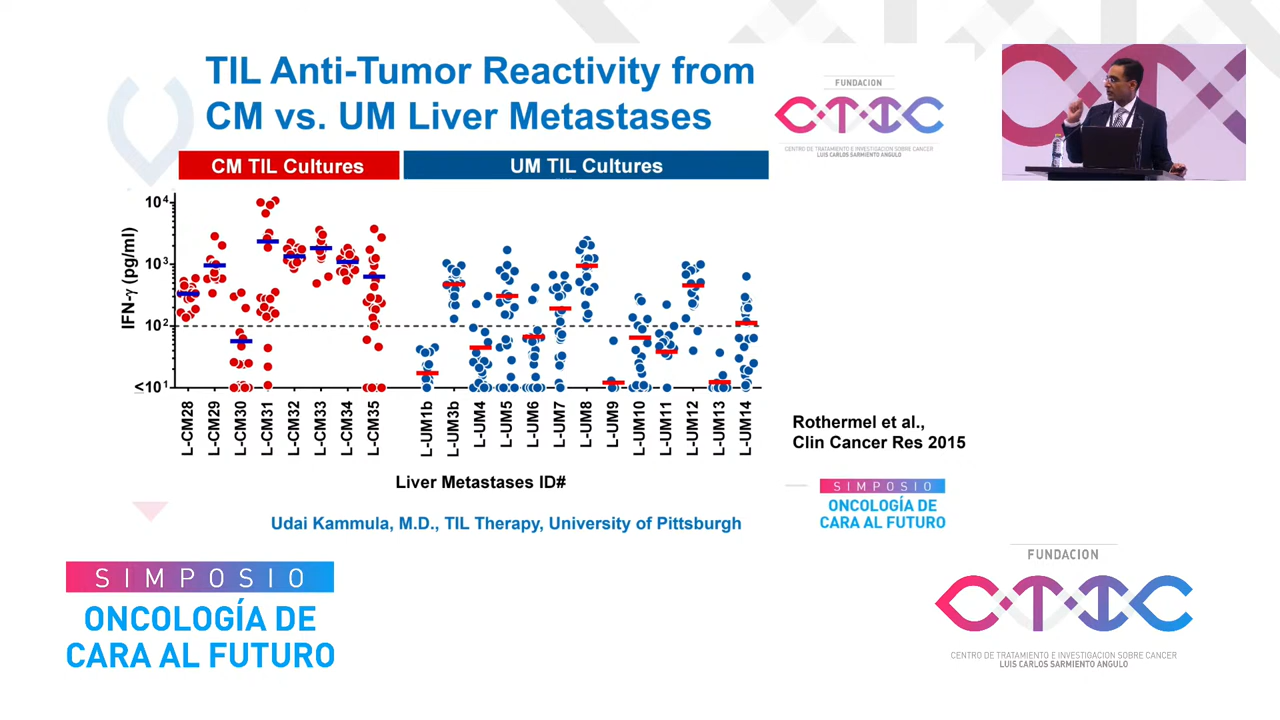 TIL Anti-Tumor Reactivity from
CM vs. UM Liver Metastases
FUNDACION
CTIC
CENTRO DE TRATAMIENTO E INVESTIGACION SOBRE CANCER
LUIS CARLOS SARMIENTO ANGULO
CM TIL Cultures
UM TIL Cultures
IFN-γ (pg/ml)
10⁴
10³
10²
<10¹
L-CM28
L-CM29
L-CM30
L-CM31
L-CM32
L-CM33
L-CM34
L-CM35
L-UM1b
L-UM3b
L-UM4
L-UM5
L-UM6
L-UM7
L-UM8
L-UM9
L-UM10
L-UM11
L-UM12
L-UM13
L-UM14
Liver Metastases ID#
Rothermel et al.,
Clin Cancer Res 2015
SIMPOSIO
ONCOLOGÍA DE
CARA AL FUTURO
Udai Kammula, M.D., TIL Therapy, University of Pittsburgh
SIMPOSIO
ONCOLOGÍA DE
CARA AL FUTURO
FUNDACION
CTIC
CENTRO DE TRATAMIENTO E INVESTIGACION SOBRE CANCER
LUIS CARLOS SARMIENTO ANGULO